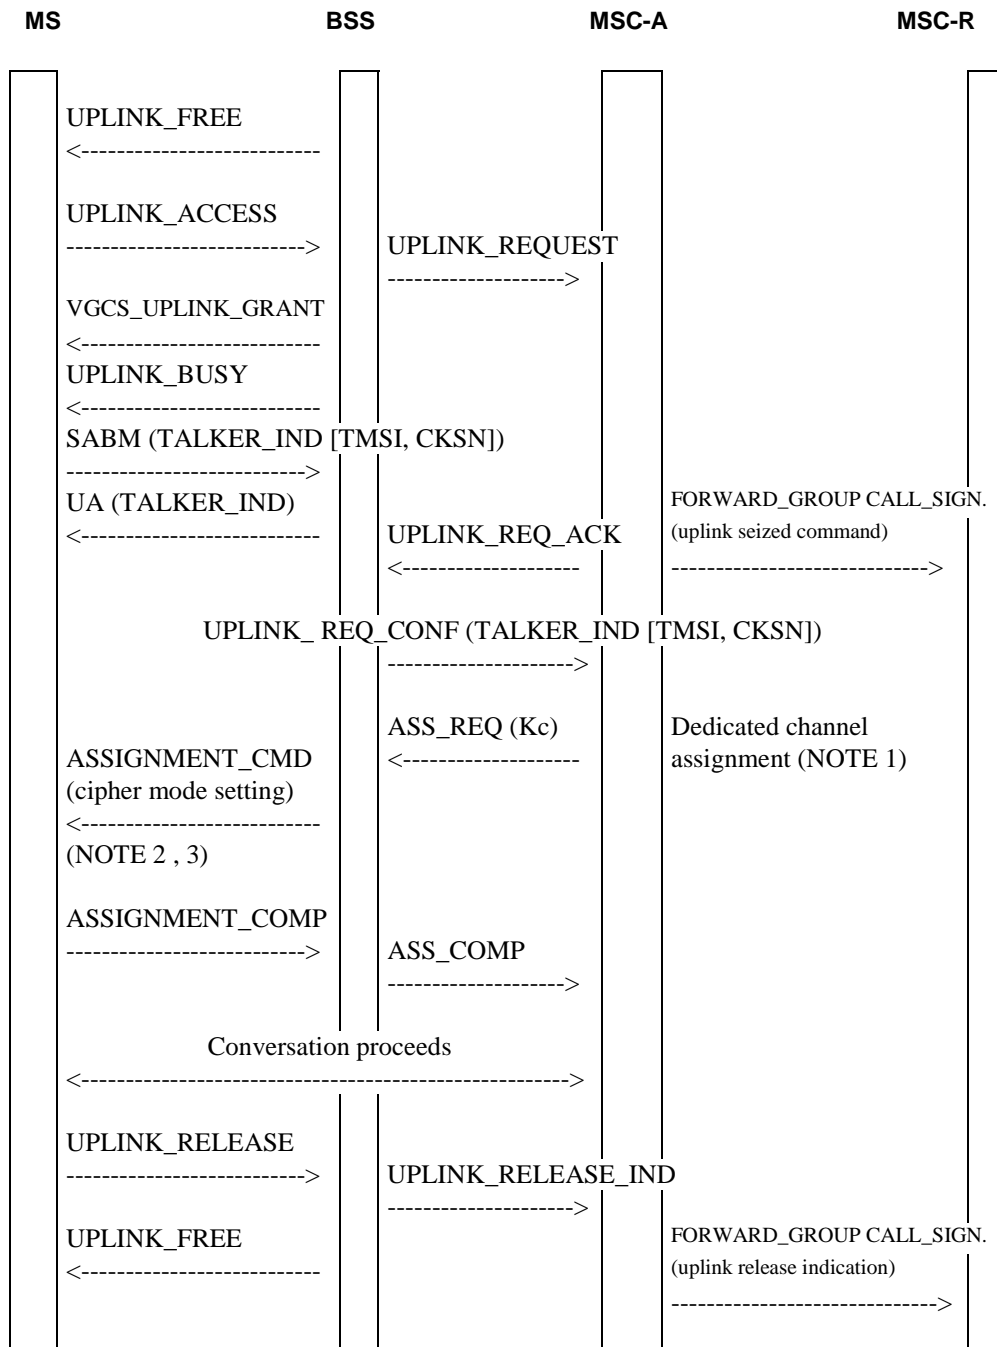 MS BSS MSC-A MSC-R
UPLINK_FREE
<---------------------------
UPLINK_ACCESS
---------------------------> UPLINK_REQUEST
-------------------->
VGCS_UPLINK_GRANT
<---------------------------
UPLINK_BUSY
<---------------------------
SABM (TALKER_IND [TMSI, CKSN])
--------------------------->
UA (TALKER_IND) FORWARD_GROUP CALL_SIGN.
<--------------------------- UPLINK_REQ_ACK (uplink seized command)
<-------------------- ----------------------------->
UPLINK_ REQ_CONF (TALKER_IND [TMSI, CKSN])
--------------------->
ASS_REQ (Kc) Dedicated channel
ASSIGNMENT_CMD <-------------------- assignment (NOTE 1)
(cipher mode setting)
<---------------------------
(NOTE 2 , 3)
ASSIGNMENT_COMP
---------------------------> ASS_COMP
-------------------->
Conversation proceeds
<------------------------------------------------------->
UPLINK_RELEASE
---------------------------> UPLINK_RELEASE_IND
--------------------->
UPLINK_FREE FORWARD_GROUP CALL_SIGN.
<--------------------------- (uplink release indication)
------------------------------>